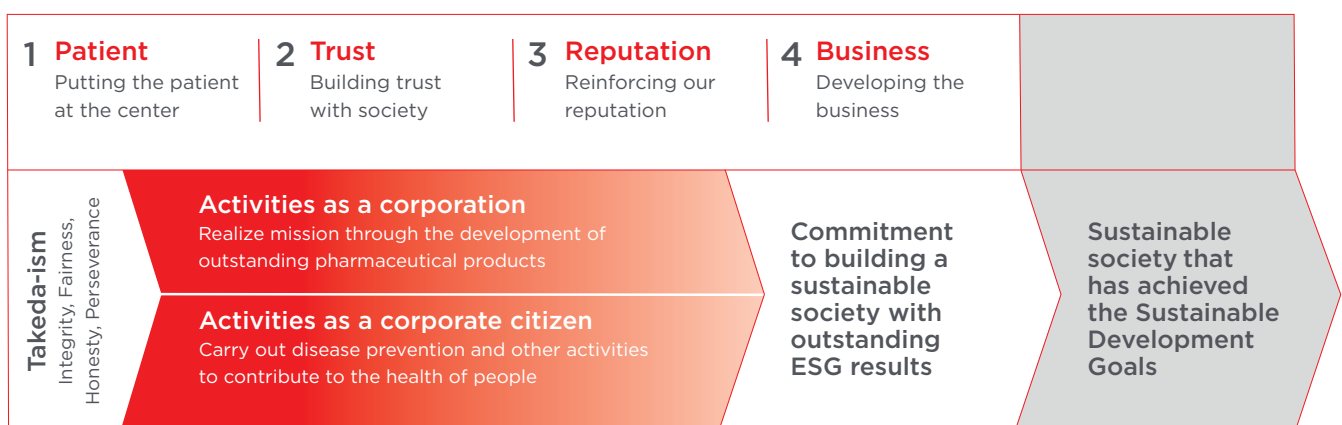 1 Patient
Putting the patient
at the center
2 Trust
Building trust
with society
3 Reputation
Reinforcing our
reputation
4 Business
Developing the
business
Takeda-ism
Integrity, Fairness,
Honesty, Perseverance
Activities as a corporation
Realize mission through the development of
outstanding pharmaceutical products
Activities as a corporate citizen
Carry out disease prevention and other activities
to contribute to the health of people
Commitment
to building a
sustainable
society with
outstanding
ESG results
Sustainable
society that
has achieved
the Sustainable
Development
Goals